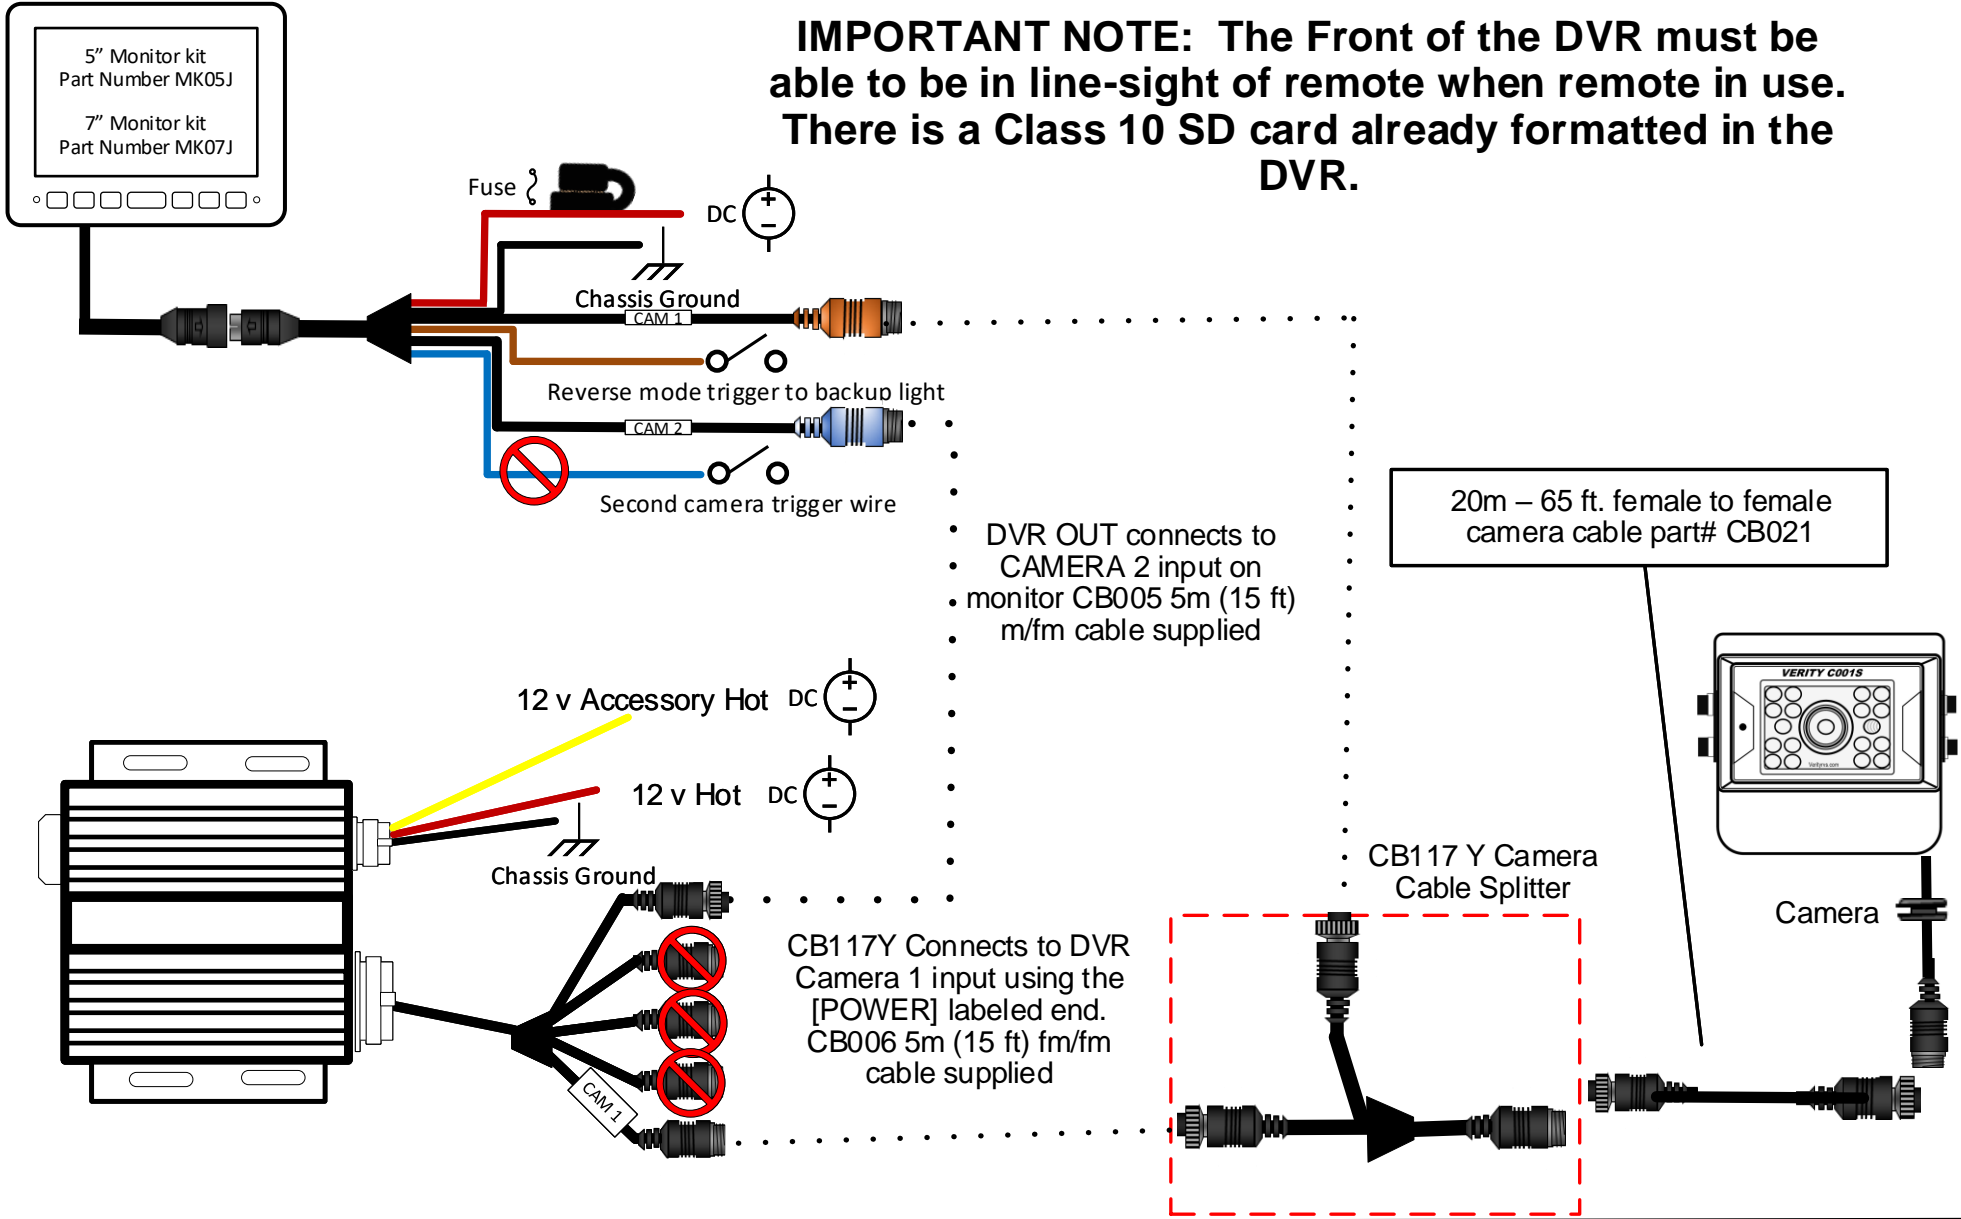 IMPORTANT NOTE: The Front of the DVR must be
able to be in line-sight of remote when remote in use.
There is a Class 10 SD card already formatted in the
DVR.
5” Monitor kit
Part Number MK05J
7” Monitor kit
Part Number MK07J
Fuse
DC
+
−
Chassis Ground
CAM 1
Reverse mode trigger to backup light
CAM 2
Second camera trigger wire
20m – 65 ft. female to female
camera cable part# CB021
DVR OUT connects to
CAMERA 2 input on
monitor CB005 5m (15 ft)
m/fm cable supplied
VERITY C001S
12 v Accessory Hot
DC
+
−
12 v Hot
DC
+
−
Chassis Ground
CB117 Y Camera
Cable Splitter
Camera
CB117Y Connects to DVR
Camera 1 input using the
[POWER] labeled end.
CB006 5m (15 ft) fm/fm
cable supplied
CAM 1